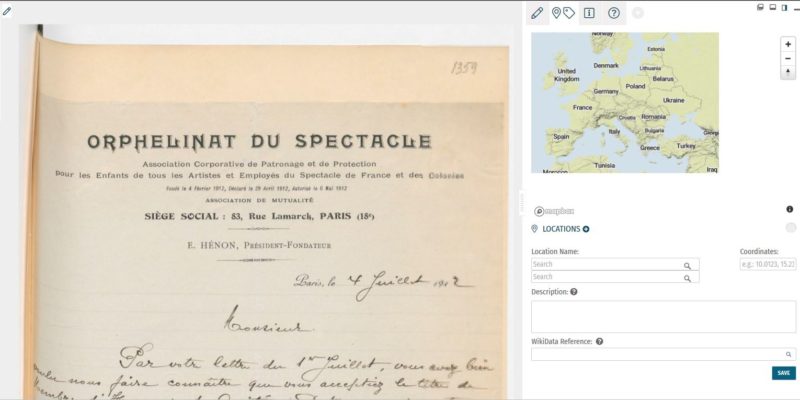 1359
ORPHELINAT DU SPECTACLE
Association Corporative de Patronage et de Protection
pour les Enfants de tous les Artistes et Employés du Spectacle de France et des Colonies
Fondé le 4 Février 1912, Déclaré le 29 Avril 1912, Autorisé le 6 Mai 1912
ASSOCIATION DE MUTUALITÉ
SIÈGE SOCIAL : 83, Rue Lamarck, PARIS (18e)
E. HÉNON, PRÉSIDENT-FONDATEUR
Paris, le 4 Juillet 1912
Monsieur.
Par votre lettre du 1er Juillet, vous avez bien
voulu nous faire connaître que vous acceptiez le titre de
Norway
Estonia
Denmark
Lithuania
United Kingdom
Belarus
Poland
Germany
Ukraine
France
Croatia
Romania
Spain
Italy
Bulgaria
Greece
Turkey
Georgia
Tunisia
Iraq
Morocco
mapbox
LOCATIONS
Location Name:
Coordinates:
Search
e.g.: 10.0123, 15.23
Search
Description:
WikiData Reference:
SAVE